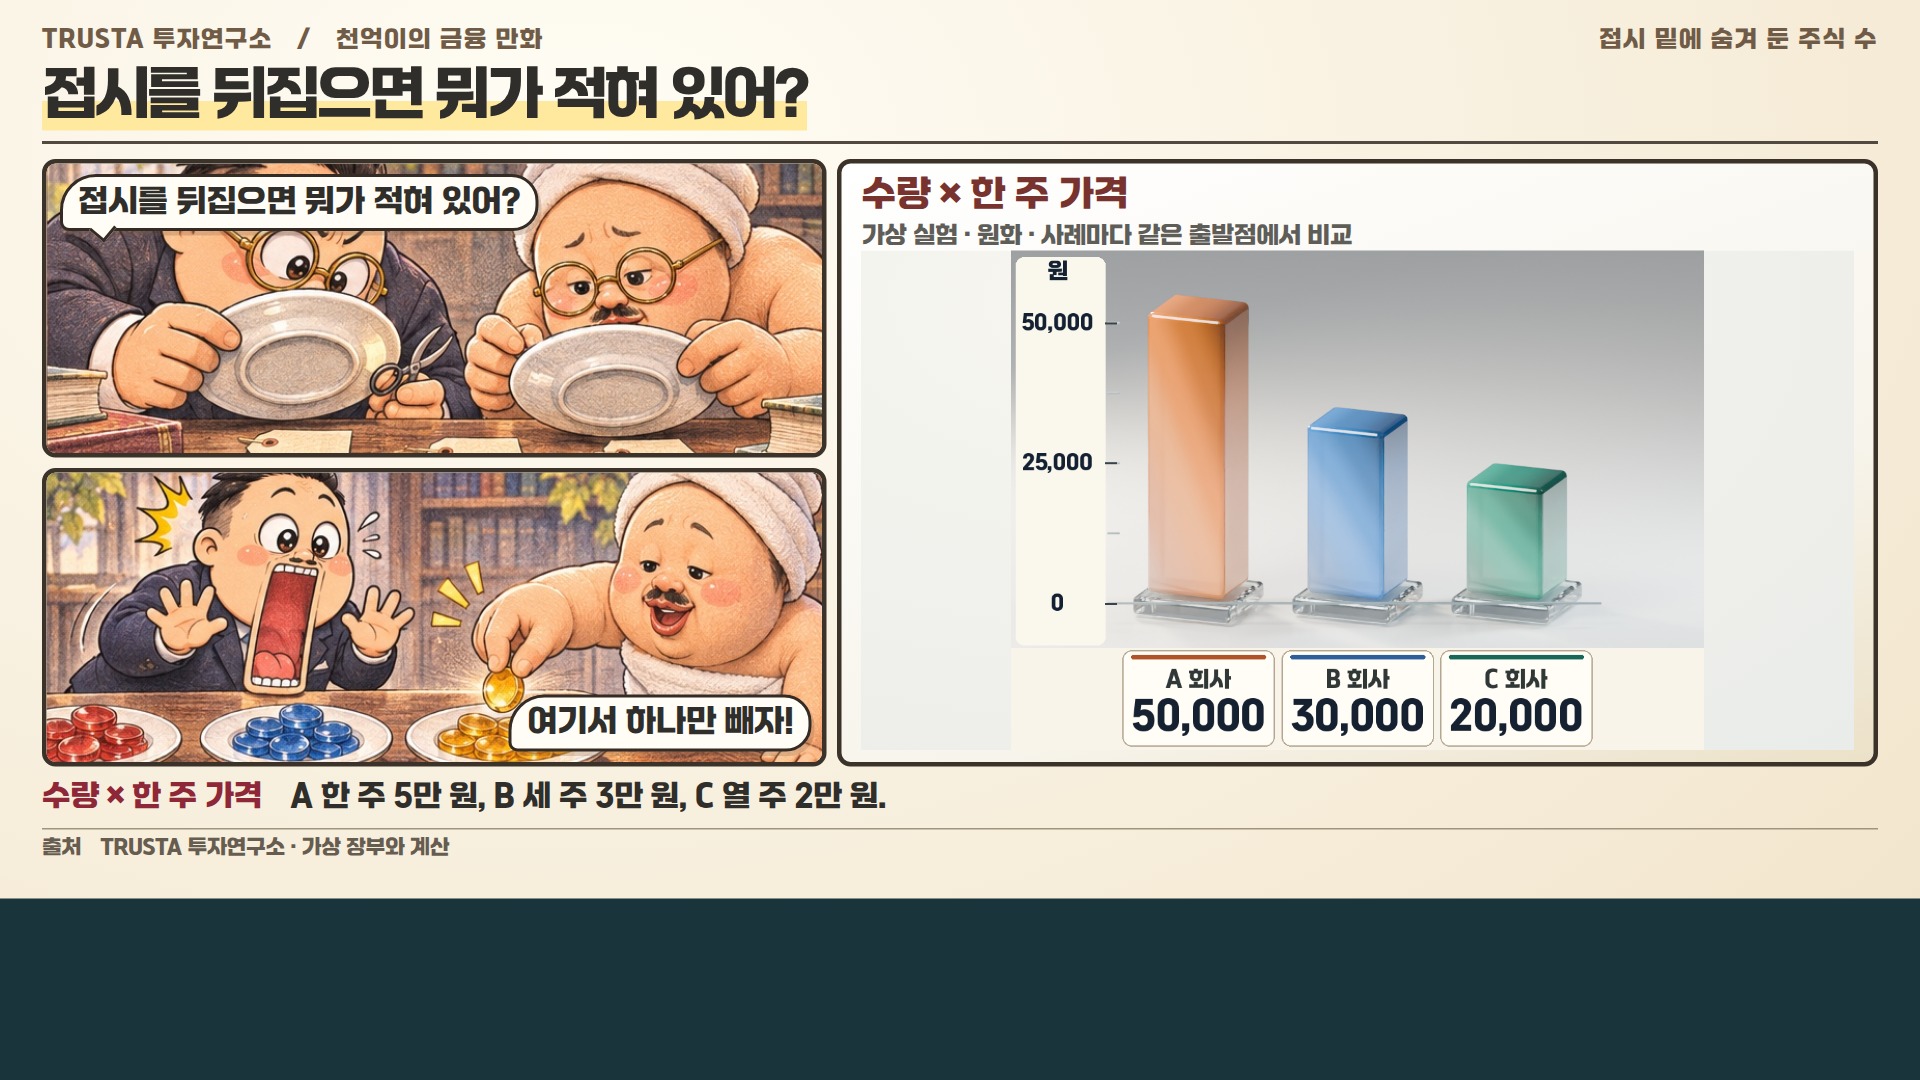 TRUSTA 투자연구소 / 천억이의 금융 만화
접시 밑에 숨겨 둔 주식 수
접시를 뒤집으면 뭐가 적혀 있어?
접시를 뒤집으면 뭐가 적혀 있어?
여기서 하나만 빼자!
수량 × 한 주 가격
가상 실험 · 원화 · 사례마다 같은 출발점에서 비교
원
50,000
25,000
0
A 회사
50,000
B 회사
30,000
C 회사
20,000
수량 × 한 주 가격 A 한 주 5만 원, B 세 주 3만 원, C 열 주 2만 원.
출처 TRUSTA 투자연구소 · 가상 장부와 계산